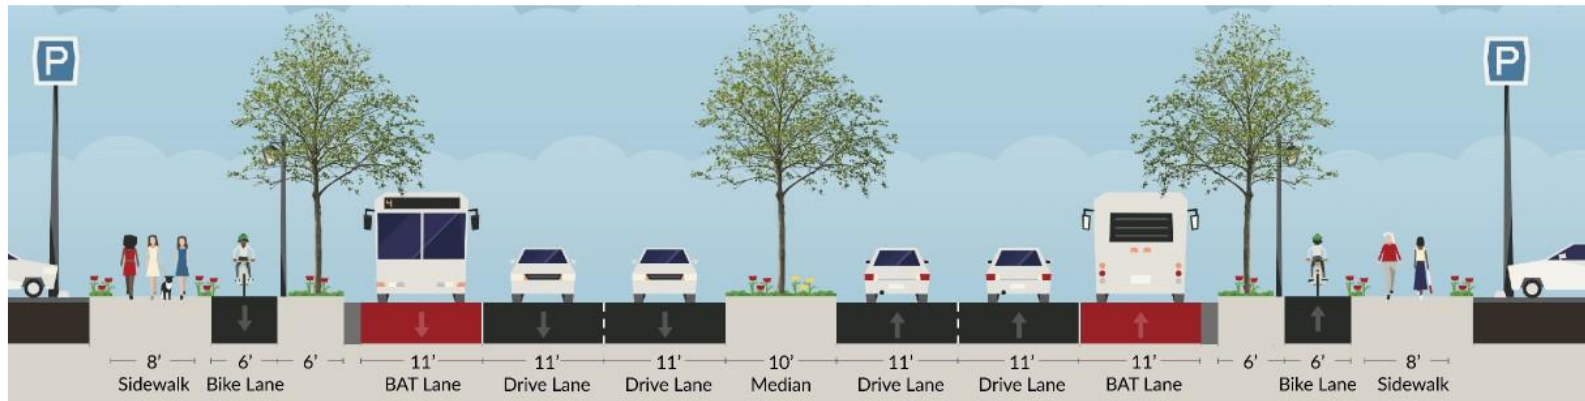 P
P
4
8' 6' 6' 11' 11' 11' 10' 11' 11' 11' 6' 6' 8'
Sidewalk Bike Lane BAT Lane Drive Lane Drive Lane Median Drive Lane Drive Lane BAT Lane Bike Lane Sidewalk